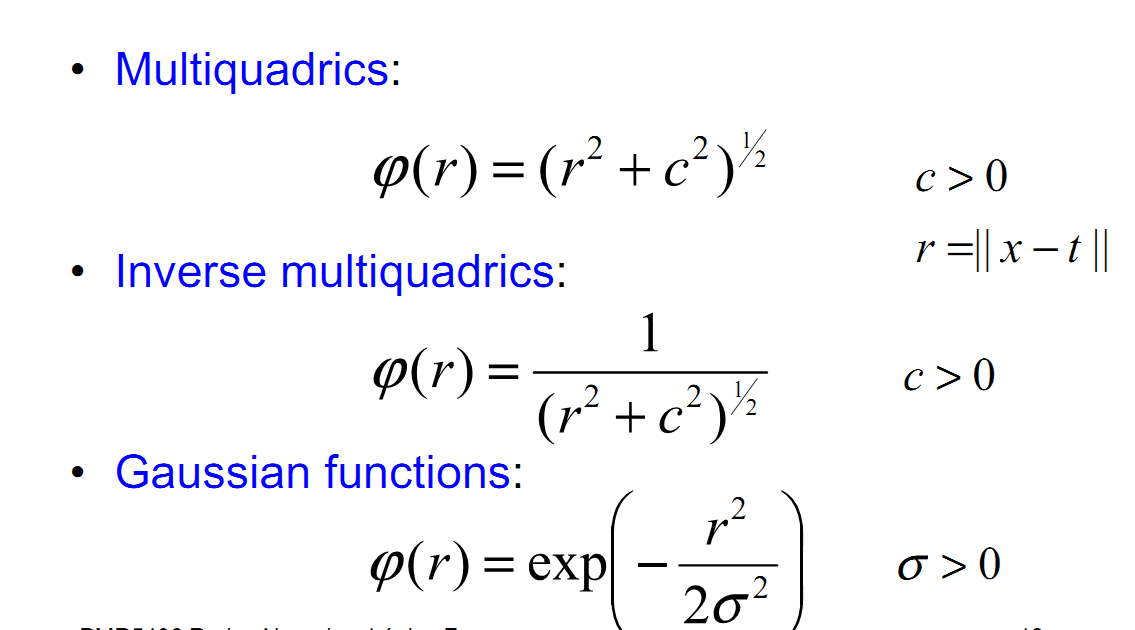 • Multiquadrics:
φ(r) = (r² + c²)^½ c > 0
r = || x − t ||
• Inverse multiquadrics:
φ(r) = 1 / (r² + c²)^½ c > 0
• Gaussian functions:
φ(r) = exp(− r² / 2σ²) σ > 0